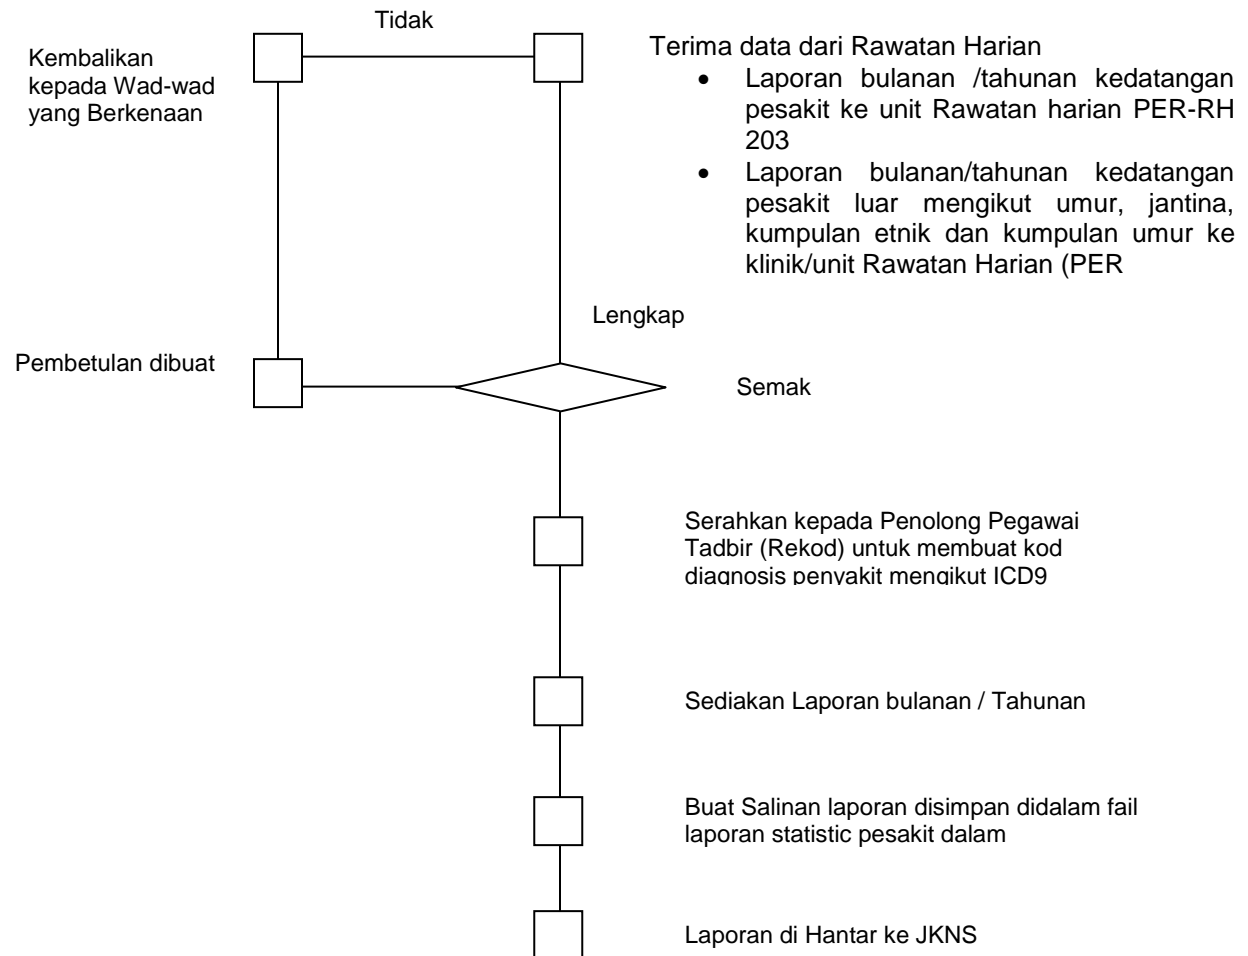 Tidak
Kembalikan
kepada Wad-wad
yang Berkenaan
Terima data dari Rawatan Harian
• Laporan bulanan /tahunan kedatangan
pesakit ke unit Rawatan harian PER-RH
203
• Laporan bulanan/tahunan kedatangan
pesakit luar mengikut umur, jantina,
kumpulan etnik dan kumpulan umur ke
klinik/unit Rawatan Harian (PER
Lengkap
Pembetulan dibuat
Semak
Serahkan kepada Penolong Pegawai
Tadbir (Rekod) untuk membuat kod
diagnosis penyakit mengikut ICD9
Sediakan Laporan bulanan / Tahunan
Buat Salinan laporan disimpan didalam fail
laporan statistic pesakit dalam
Laporan di Hantar ke JKNS